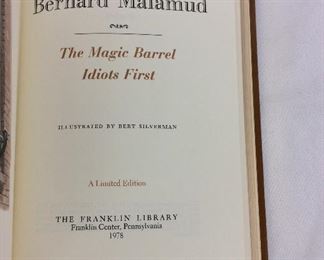 Bernard Malamud
The Magic Barrel
Idiots First
ILLUSTRATED BY BERT SILVERMAN
A Limited Edition
THE FRANKLIN LIBRARY
Franklin Center, Pennsylvania
1978